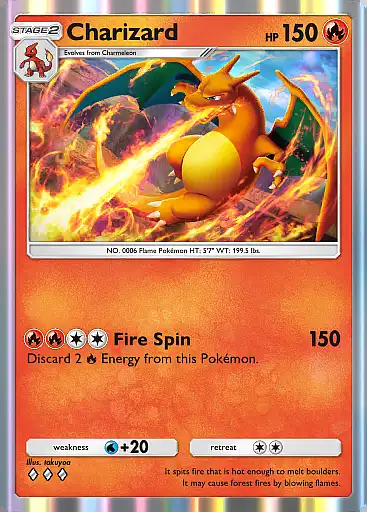 STAGE 2 Charizard HP 150
Evolves from Charmeleon
NO. 0006 Flame Pokémon HT: 5'7" WT: 199.5 lbs.
Fire Spin 150
Discard 2 Energy from this Pokémon.
weakness +20 retreat
Illus. takuyoa
It spits fire that is hot enough to melt boulders.
It may cause forest fires by blowing flames.